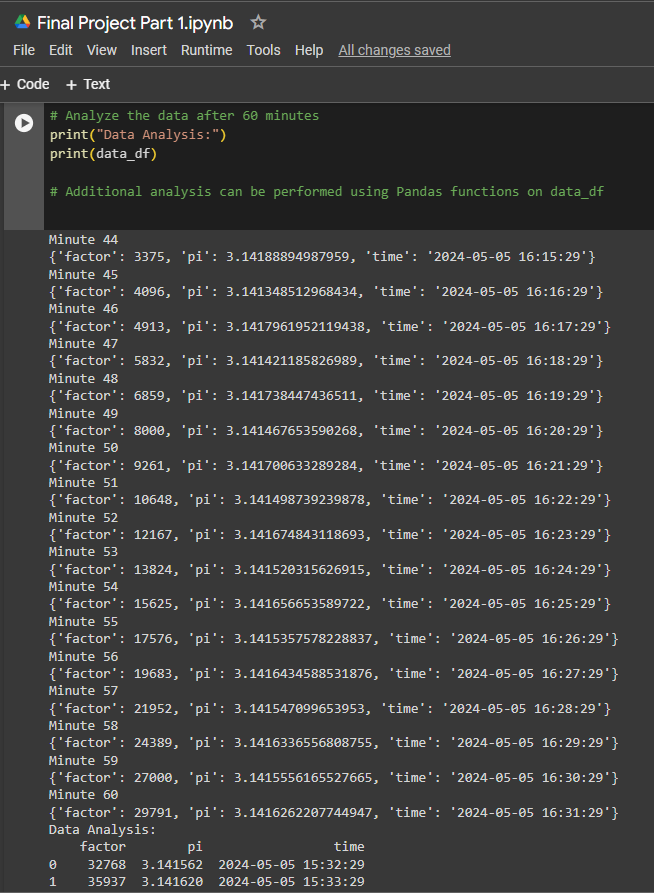 Final Project Part 1.ipynb
File Edit View Insert Runtime Tools Help All changes saved
+ Code + Text
# Analyze the data after 60 minutes
print("Data Analysis:")
print(data_df)
# Additional analysis can be performed using Pandas functions on data_df
Minute 44
{'factor': 3375, 'pi': 3.14188894987959, 'time': '2024-05-05 16:15:29'}
Minute 45
{'factor': 4096, 'pi': 3.141348512968434, 'time': '2024-05-05 16:16:29'}
Minute 46
{'factor': 4913, 'pi': 3.1417961952119438, 'time': '2024-05-05 16:17:29'}
Minute 47
{'factor': 5832, 'pi': 3.141421185826989, 'time': '2024-05-05 16:18:29'}
Minute 48
{'factor': 6859, 'pi': 3.141738447436511, 'time': '2024-05-05 16:19:29'}
Minute 49
{'factor': 8000, 'pi': 3.141467653590268, 'time': '2024-05-05 16:20:29'}
Minute 50
{'factor': 9261, 'pi': 3.141700633289284, 'time': '2024-05-05 16:21:29'}
Minute 51
{'factor': 10648, 'pi': 3.141498739239878, 'time': '2024-05-05 16:22:29'}
Minute 52
{'factor': 12167, 'pi': 3.141674843118693, 'time': '2024-05-05 16:23:29'}
Minute 53
{'factor': 13824, 'pi': 3.141520315626915, 'time': '2024-05-05 16:24:29'}
Minute 54
{'factor': 15625, 'pi': 3.141656653589722, 'time': '2024-05-05 16:25:29'}
Minute 55
{'factor': 17576, 'pi': 3.1415357578228837, 'time': '2024-05-05 16:26:29'}
Minute 56
{'factor': 19683, 'pi': 3.1416434588531876, 'time': '2024-05-05 16:27:29'}
Minute 57
{'factor': 21952, 'pi': 3.141547099653953, 'time': '2024-05-05 16:28:29'}
Minute 58
{'factor': 24389, 'pi': 3.1416336556808755, 'time': '2024-05-05 16:29:29'}
Minute 59
{'factor': 27000, 'pi': 3.1415556165527665, 'time': '2024-05-05 16:30:29'}
Minute 60
{'factor': 29791, 'pi': 3.1416262207744947, 'time': '2024-05-05 16:31:29'}
Data Analysis:
factor pi time
0 32768 3.141562 2024-05-05 15:32:29
1 35937 3.141620 2024-05-05 15:33:29